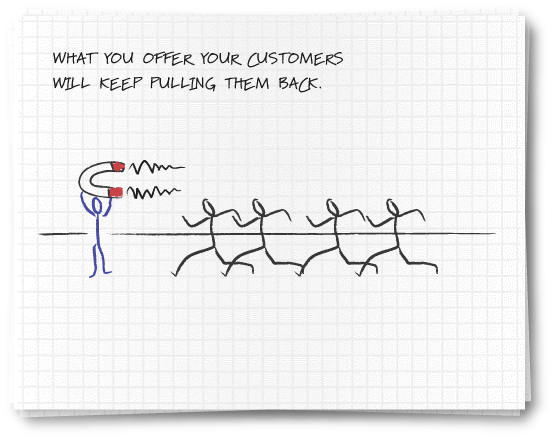 WHAT YOU OFFER YOUR CUSTOMERS
WILL KEEP PULLING THEM BACK.